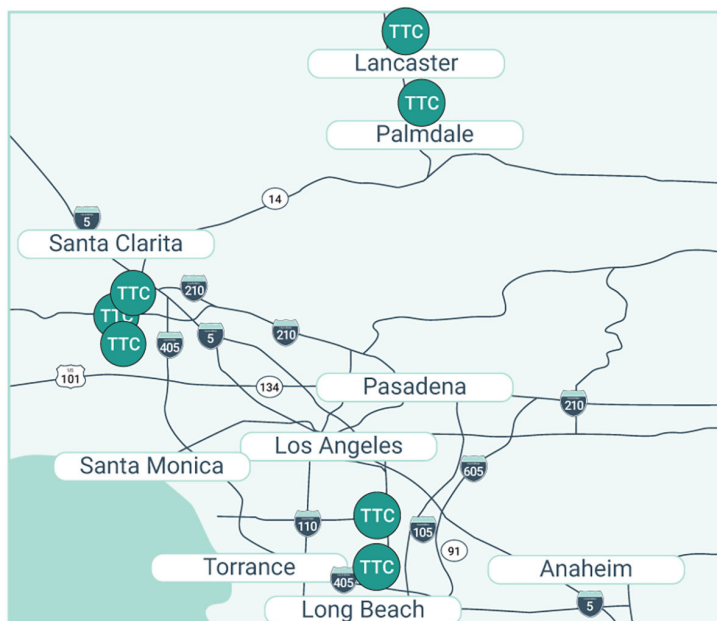 TTC
Lancaster
TTC
Palmdale
14
5
Santa Clarita
TTC
210
TTC
TTC
405
5
210
US
101
134
Pasadena
210
Los Angeles
Santa Monica
605
TTC
110
105
91
TTC
Torrance
405
Anaheim
Long Beach
5